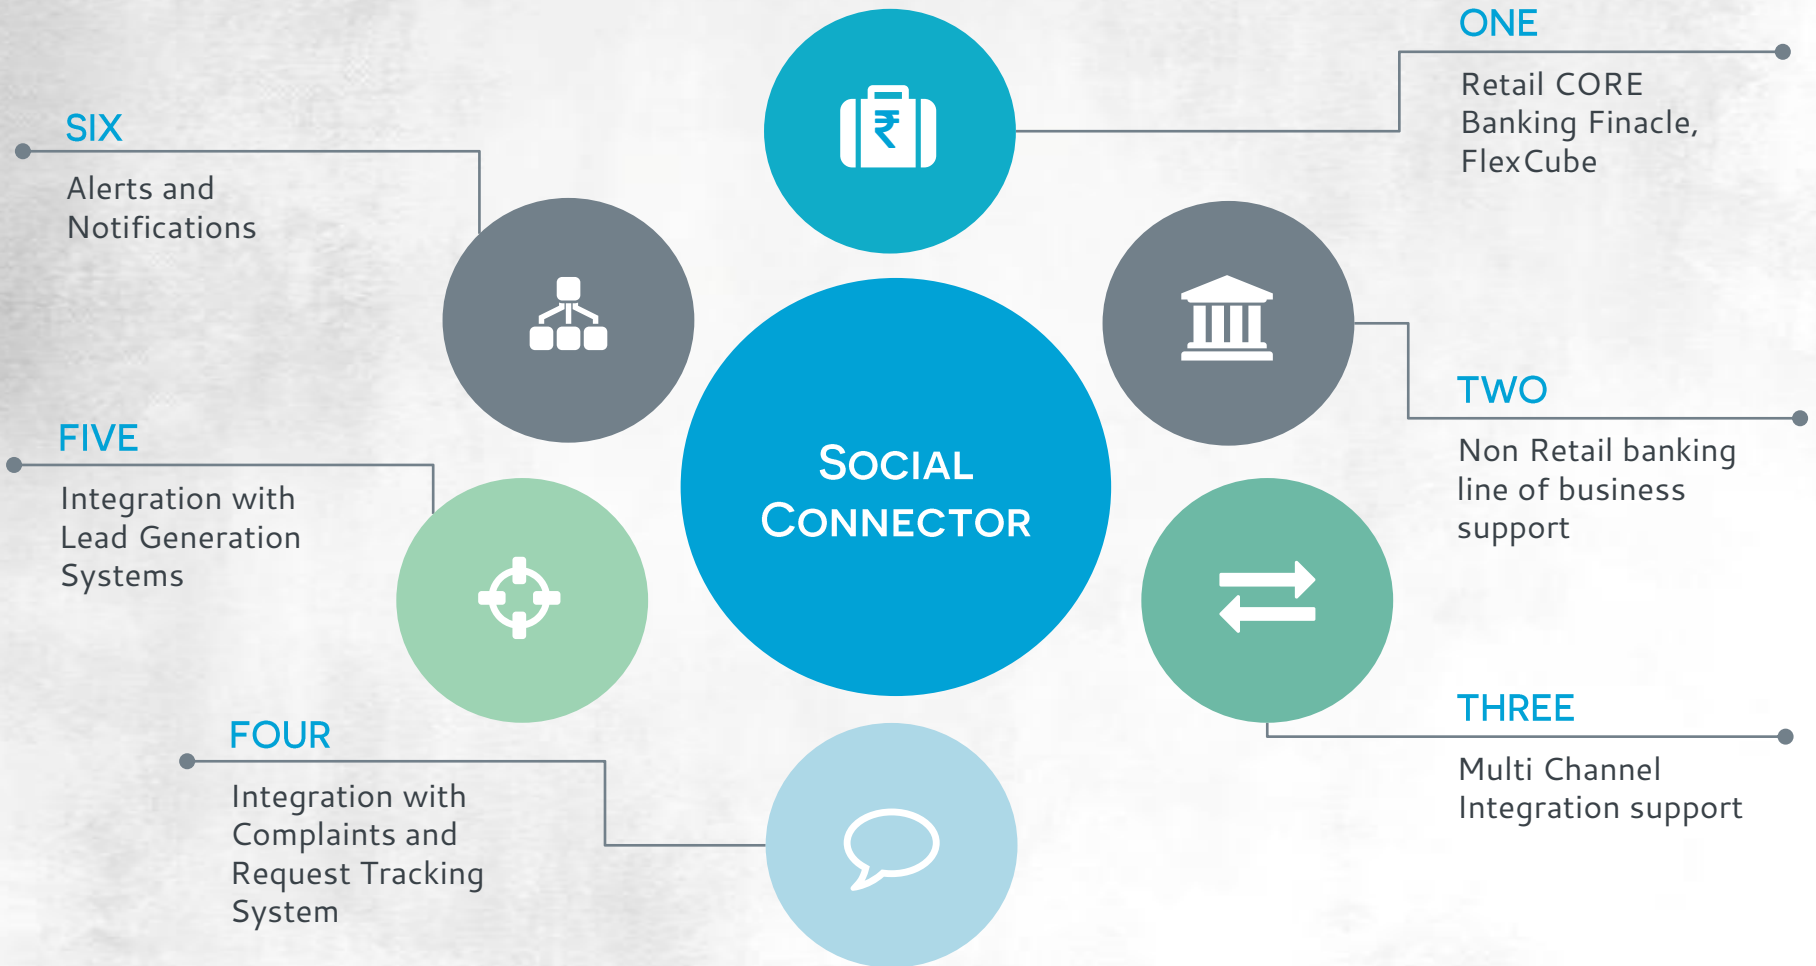 ONE
Retail CORE
Banking Finacle,
FlexCube
SIX
Alerts and
Notifications
₹
TWO
Non Retail banking
line of business
support
FIVE
Integration with
Lead Generation
Systems
SOCIAL
CONNECTOR
THREE
Multi Channel
Integration support
FOUR
Integration with
Complaints and
Request Tracking
System